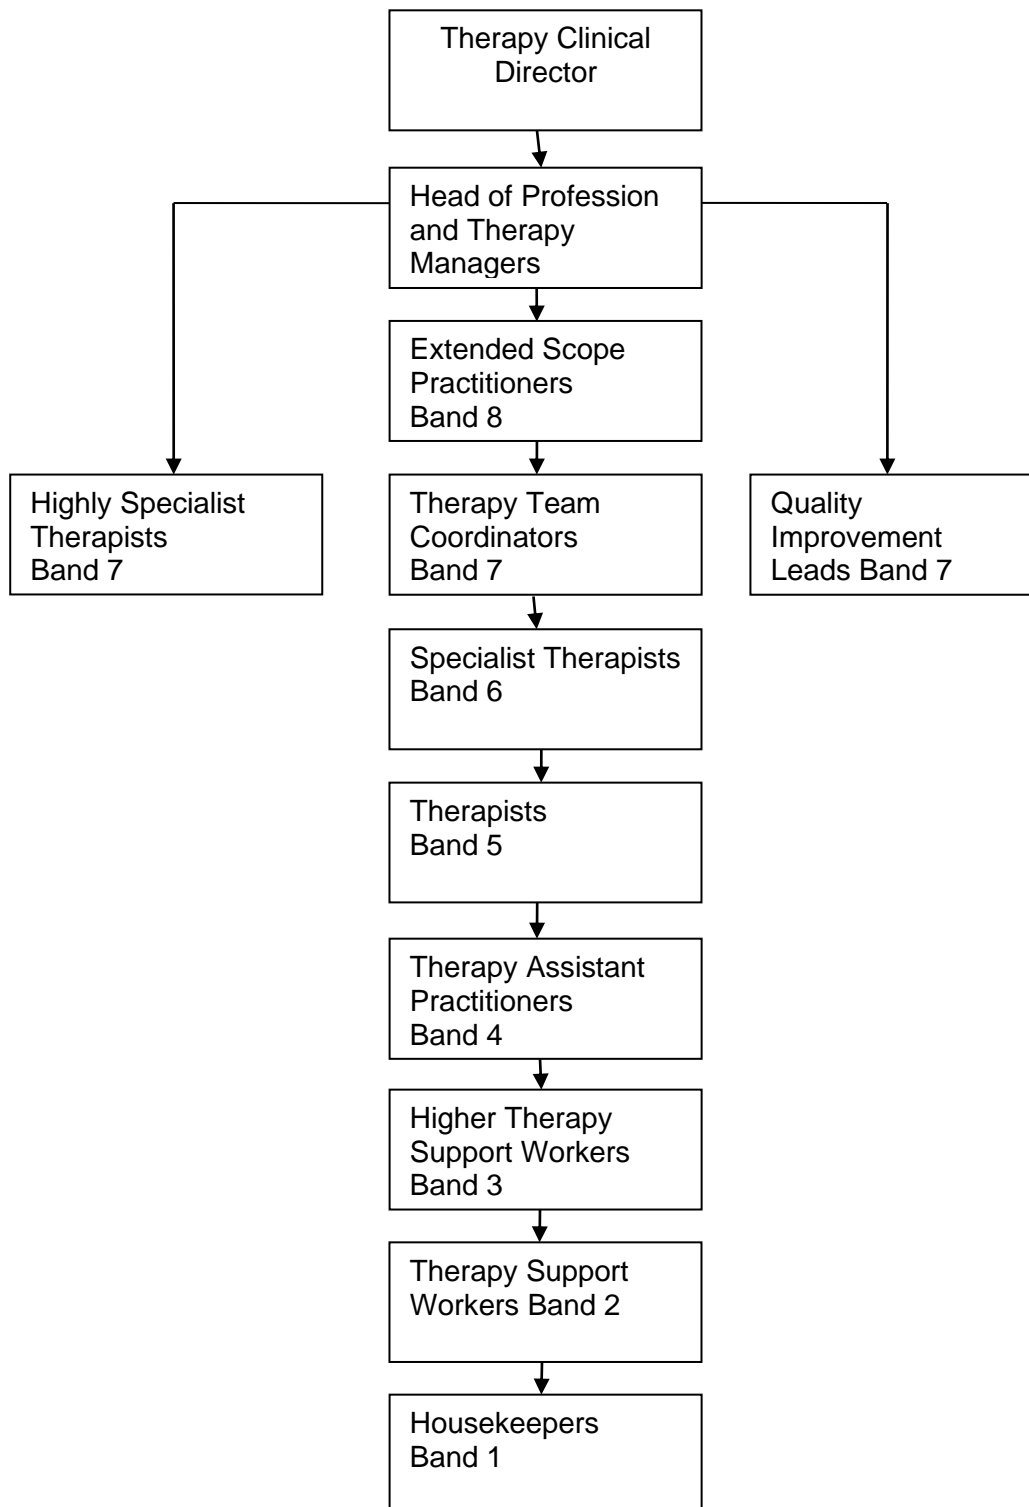 Therapy Clinical
Director
Head of Profession
and Therapy
Managers
Extended Scope
Practitioners
Band 8
Highly Specialist
Therapists
Band 7
Therapy Team
Coordinators
Band 7
Quality
Improvement
Leads Band 7
Specialist Therapists
Band 6
Therapists
Band 5
Therapy Assistant
Practitioners
Band 4
Higher Therapy
Support Workers
Band 3
Therapy Support
Workers Band 2
Housekeepers
Band 1